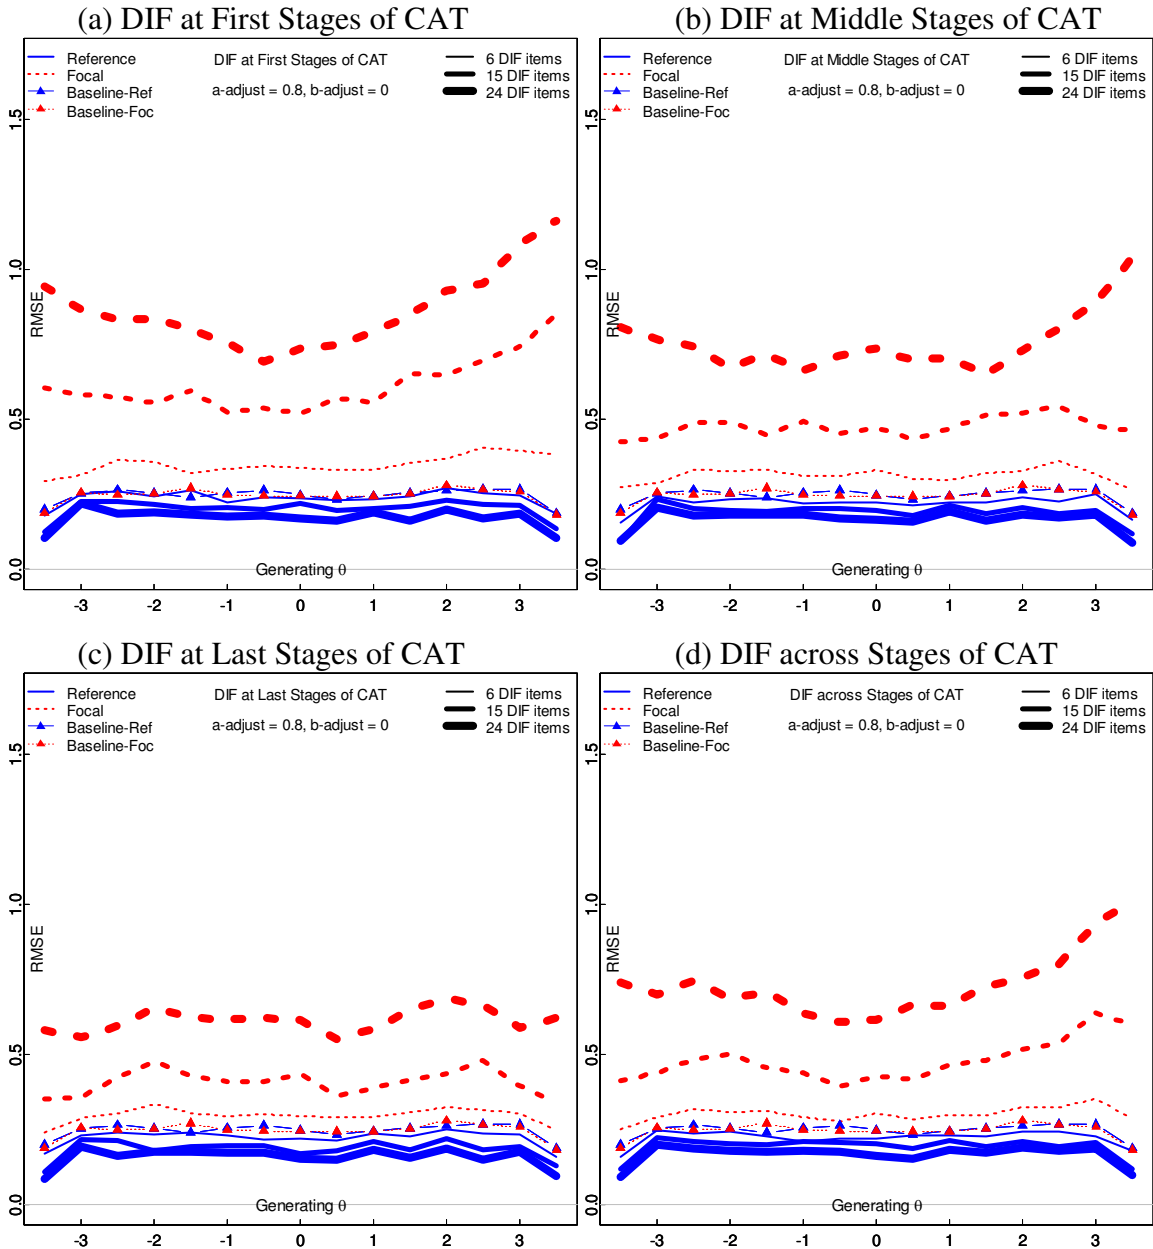 (a) DIF at First Stages of CAT
Reference
Focal
Baseline-Ref
Baseline-Foc
DIF at First Stages of CAT
a-adjust = 0.8, b-adjust = 0
6 DIF items
15 DIF items
24 DIF items
1.5
1.0
0.5
0.0
RMSE
Generating θ
-3 -2 -1 0 1 2 3
(b) DIF at Middle Stages of CAT
Reference
Focal
Baseline-Ref
Baseline-Foc
DIF at Middle Stages of CAT
a-adjust = 0.8, b-adjust = 0
6 DIF items
15 DIF items
24 DIF items
1.5
1.0
0.5
0.0
RMSE
Generating θ
-3 -2 -1 0 1 2 3
(c) DIF at Last Stages of CAT
Reference
Focal
Baseline-Ref
Baseline-Foc
DIF at Last Stages of CAT
a-adjust = 0.8, b-adjust = 0
6 DIF items
15 DIF items
24 DIF items
1.5
1.0
0.5
0.0
RMSE
Generating θ
-3 -2 -1 0 1 2 3
(d) DIF across Stages of CAT
Reference
Focal
Baseline-Ref
Baseline-Foc
DIF across Stages of CAT
a-adjust = 0.8, b-adjust = 0
6 DIF items
15 DIF items
24 DIF items
1.5
1.0
0.5
0.0
RMSE
Generating θ
-3 -2 -1 0 1 2 3